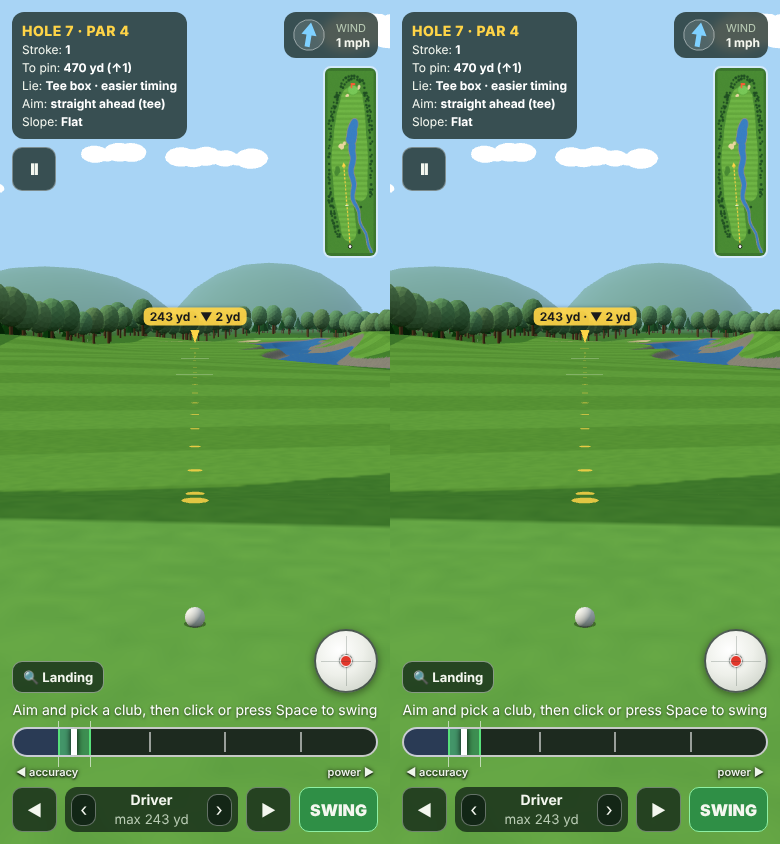 HOLE 7 · PAR 4
Stroke: 1
To pin: 470 yd (↑1)
Lie: Tee box · easier timing
Aim: straight ahead (tee)
Slope: Flat
WIND
1 mph
243 yd · ▼ 2 yd
🔍 Landing
Aim and pick a club, then click or press Space to swing
◀ accuracy
power ▶
◀
‹
Driver
max 243 yd
›
▶
SWING
HOLE 7 · PAR 4
Stroke: 1
To pin: 470 yd (↑1)
Lie: Tee box · easier timing
Aim: straight ahead (tee)
Slope: Flat
WIND
1 mph
243 yd · ▼ 2 yd
🔍 Landing
Aim and pick a club, then click or press Space to swing
◀ accuracy
power ▶
◀
‹
Driver
max 243 yd
›
▶
SWING